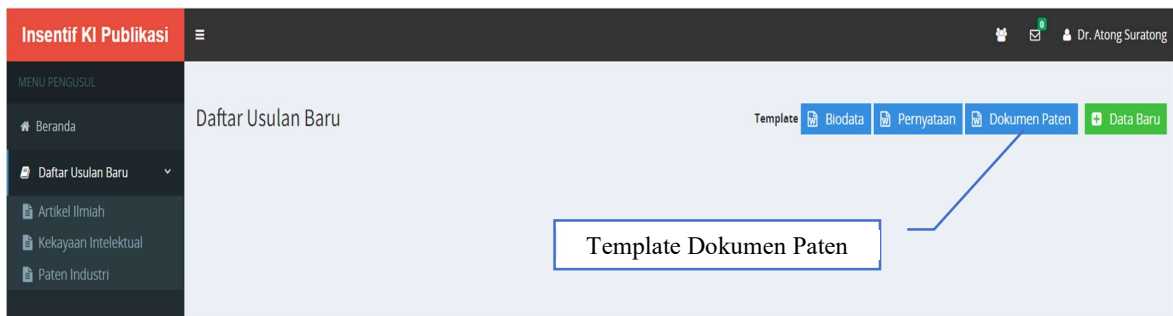 Insentif KI Publikasi
0
Dr. Atong Suratong
MENU PENGUSUL
Beranda
Daftar Usulan Baru
Artikel Ilmiah
Kekayaan Intelektual
Paten Industri
Daftar Usulan Baru
Template Biodata Pernyataan Dokumen Paten Data Baru
Template Dokumen Paten